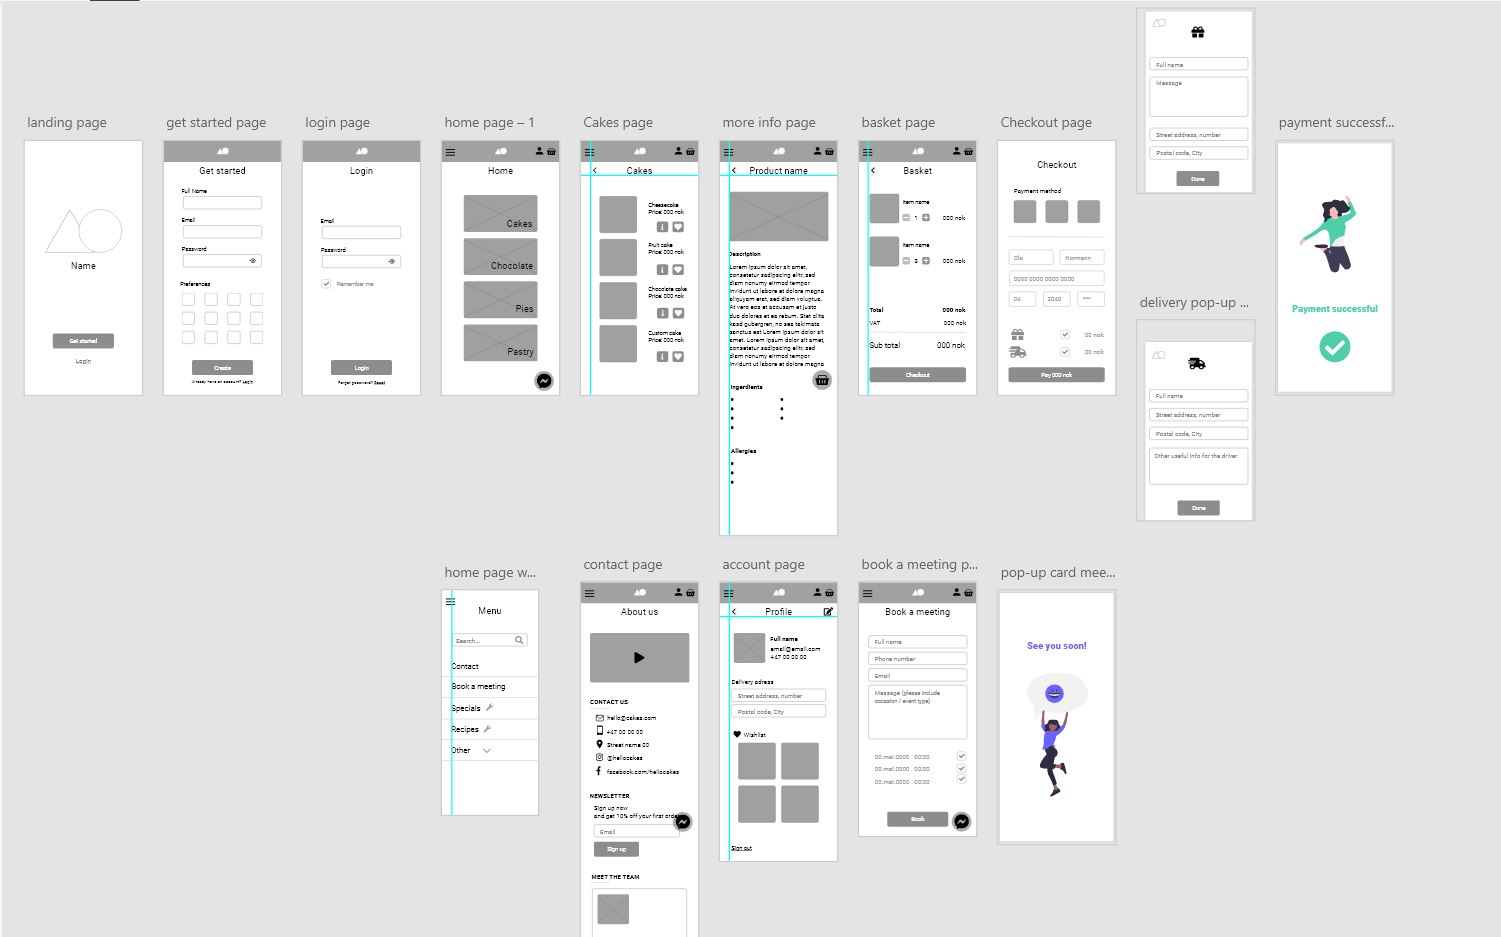 landing page
Name
Get started
Login
get started page
Get started
Full Name
Email
Password
Preferences
Create
Already have an account? Login
login page
Login
Email
Password
Remember me
Login
Forgot password? Reset
home page – 1
Home
Cakes
Chocolate
Pies
Pastry
Cakes page
Cakes
Cheesecake
Price: 000 nok
Fruit cake
Price: 000 nok
Chocolate cake
Price: 000 nok
Custom cake
Price: 000 nok
more info page
Product name
Description
Lorem ipsum dolor sit amet,
consetetur sadipscing elitr, sed
diam nonumy eirmod tempor
invidunt ut labore et dolore magna
aliquyam erat, sed diam voluptua.
At vero eos et accusam et justo
duo dolores et ea rebum. Stet clita
kasd gubergren, no sea takimata
sanctus est Lorem ipsum dolor sit
amet. Lorem ipsum dolor sit amet,
consetetur sadipscing elitr, sed
diam nonumy eirmod tempor
invidunt ut labore et dolore magna
Ingredients
Allergies
basket page
Basket
Item name
1
000 nok
Item name
3
000 nok
Total 000 nok
VAT 000 nok
Sub total 000 nok
Checkout
Checkout page
Checkout
Payment method
Ola Normann
0000 0000 0000 0000
04 2040 ***
00 nok
00 nok
Pay 000 nok
Full name
Message
Street address, number
Postal code, City
Done
delivery pop-up ...
Full name
Street address, number
Postal code, City
Other useful info for the driver
Done
payment successf...
Payment successful
home page w...
Menu
Search...
Contact
Book a meeting
Specials
Recipes
Other
contact page
About us
CONTACT US
hello@cakes.com
+47 00 00 00
Street name 00
@hellocakes
facebook.com/hellocakes
NEWSLETTER
Sign up now
and get 10% off your first order
Email
Sign up
MEET THE TEAM
account page
Profile
Full name
email@email.com
+47 00 00 00
Delivery adress
Street address, number
Postal code, City
Wishlist
Sign out
book a meeting p...
Book a meeting
Full name
Phone number
Email
Message (please include
occasion / event type)
00.mai.0000 00:00
00.mai.0000 00:00
00.mai.0000 00:00
Book
pop-up card mee...
See you soon!